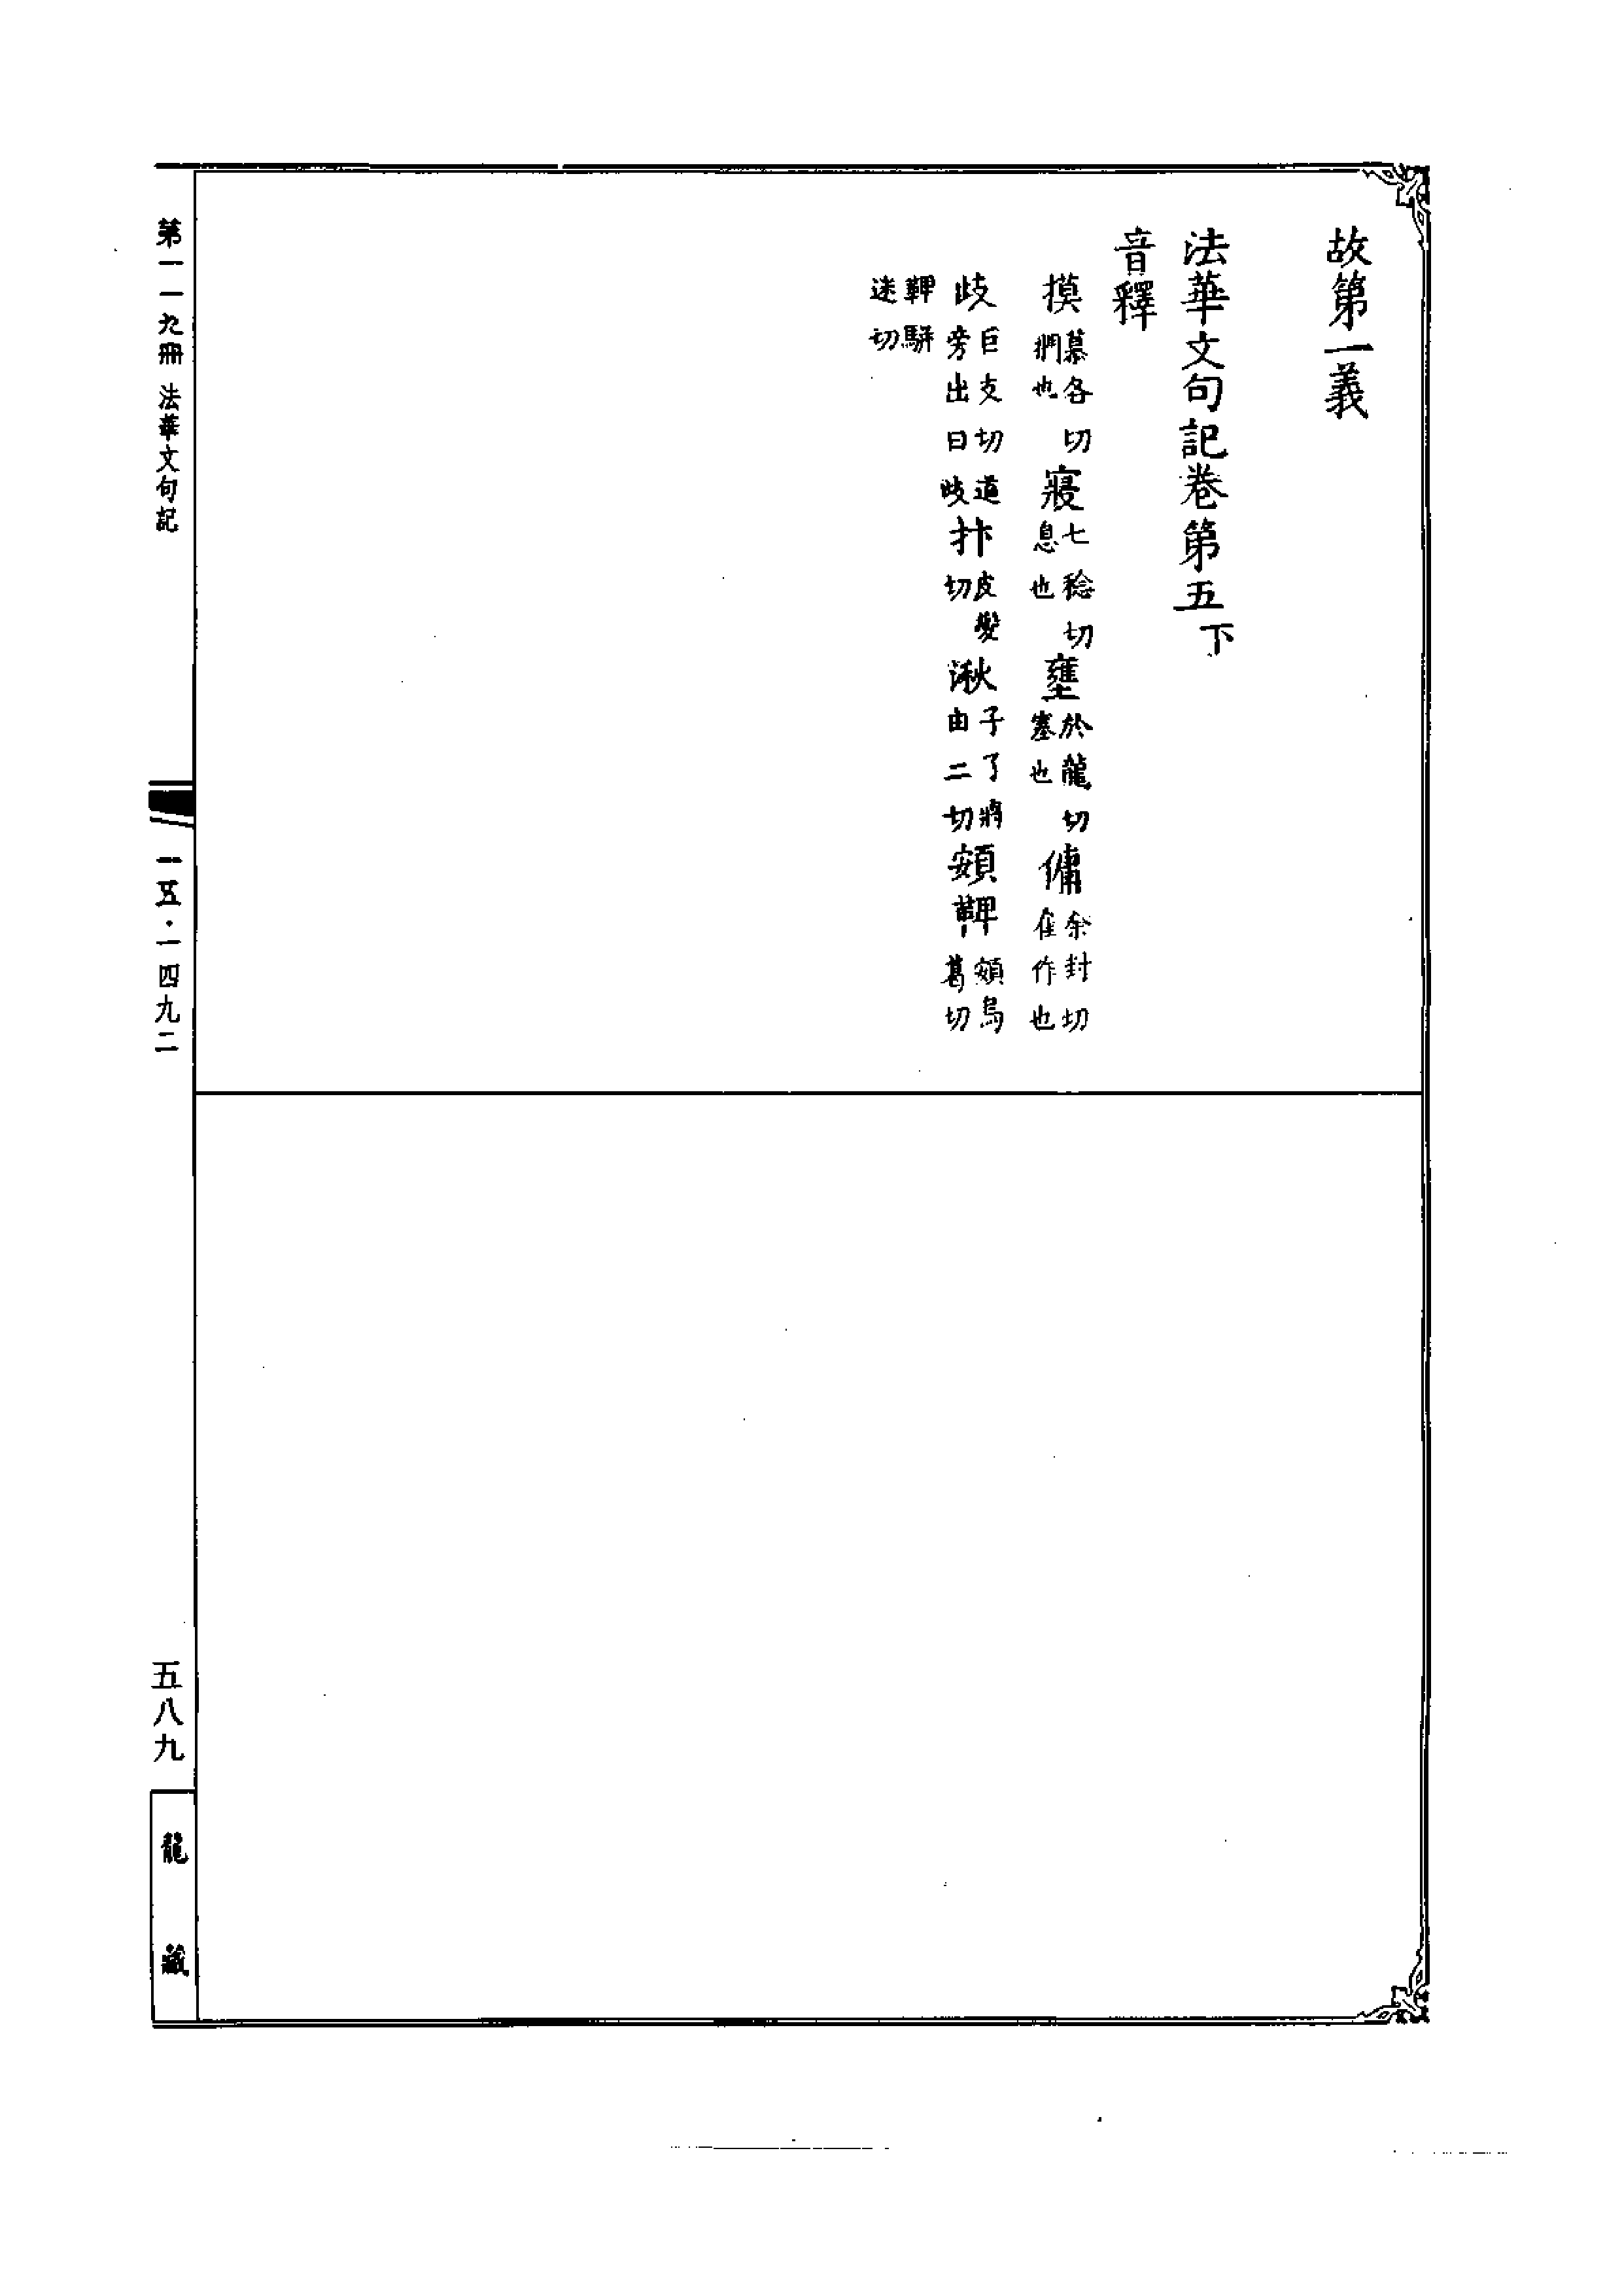 故第一義
法華文句記卷第五下
音釋
摸慕各切捫也 寢七稔切息也 壅於龍切塞也 傭余封切雇作也
歧巨支切道旁出曰歧 抃皮變切 湫子了將由二切 頞鞞頞烏葛切
鞞駢迷切
第一一九冊 法華文句記
一五·一四九二
五八九
龍藏